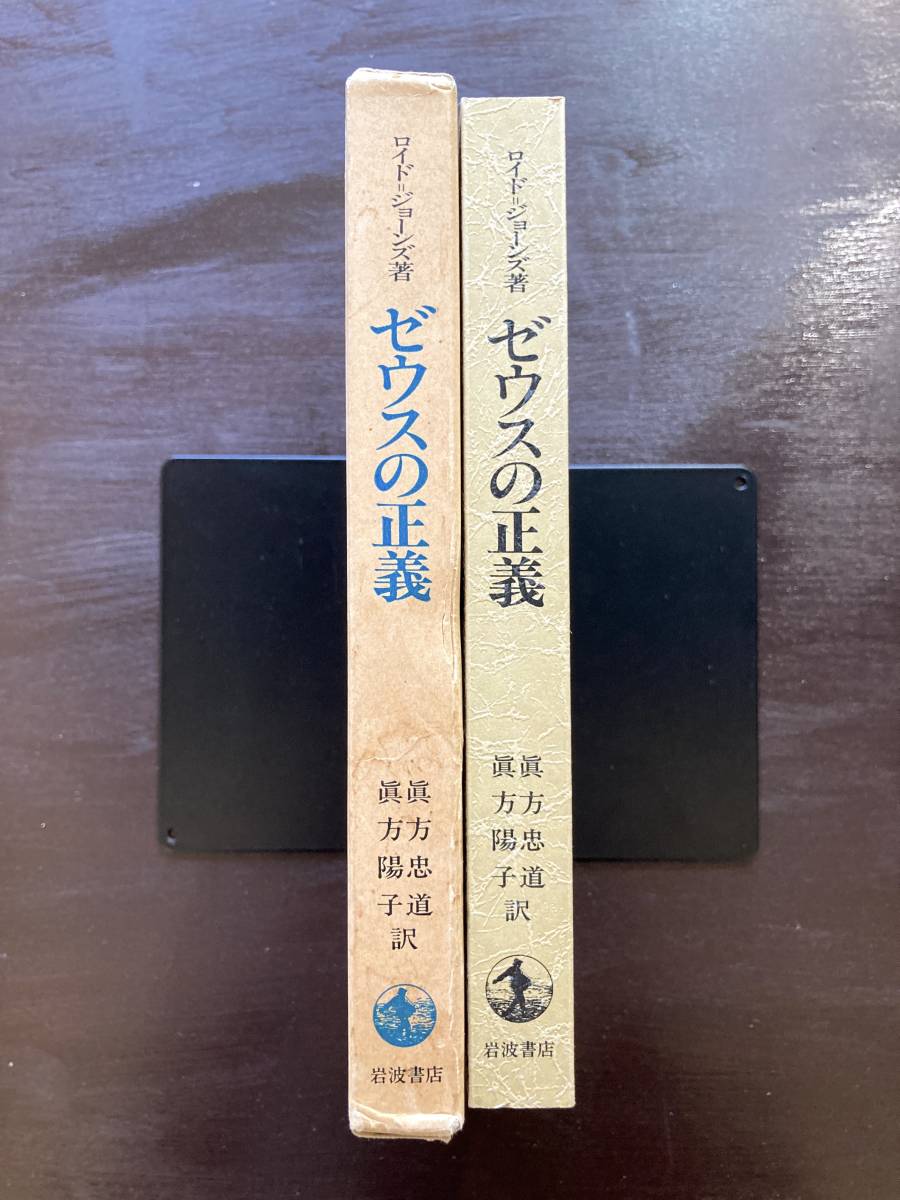 ロイド=ジョーンズ著
ゼウスの正義
眞方忠道
眞方陽子
訳
岩波書店
ロイド=ジョーンズ著
ゼウスの正義
眞方忠道
眞方陽子
訳
岩波書店